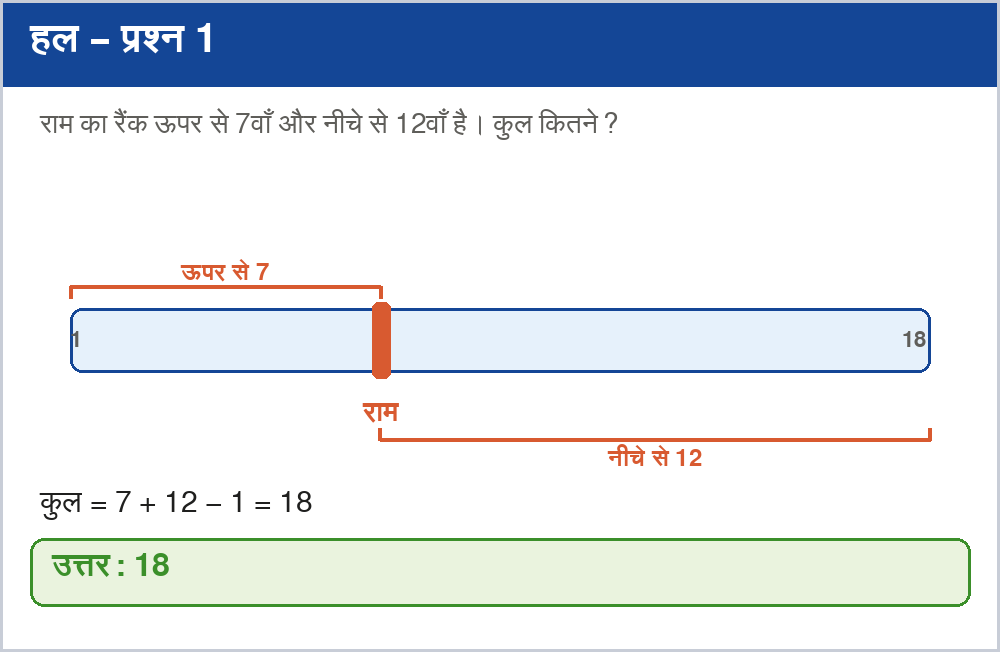 हल – प्रश्न 1
राम का रैंक ऊपर से 7वाँ और नीचे से 12वाँ है। कुल कितने?
ऊपर से 7
1
18
राम
नीचे से 12
कुल = 7 + 12 – 1 = 18
उत्तर : 18